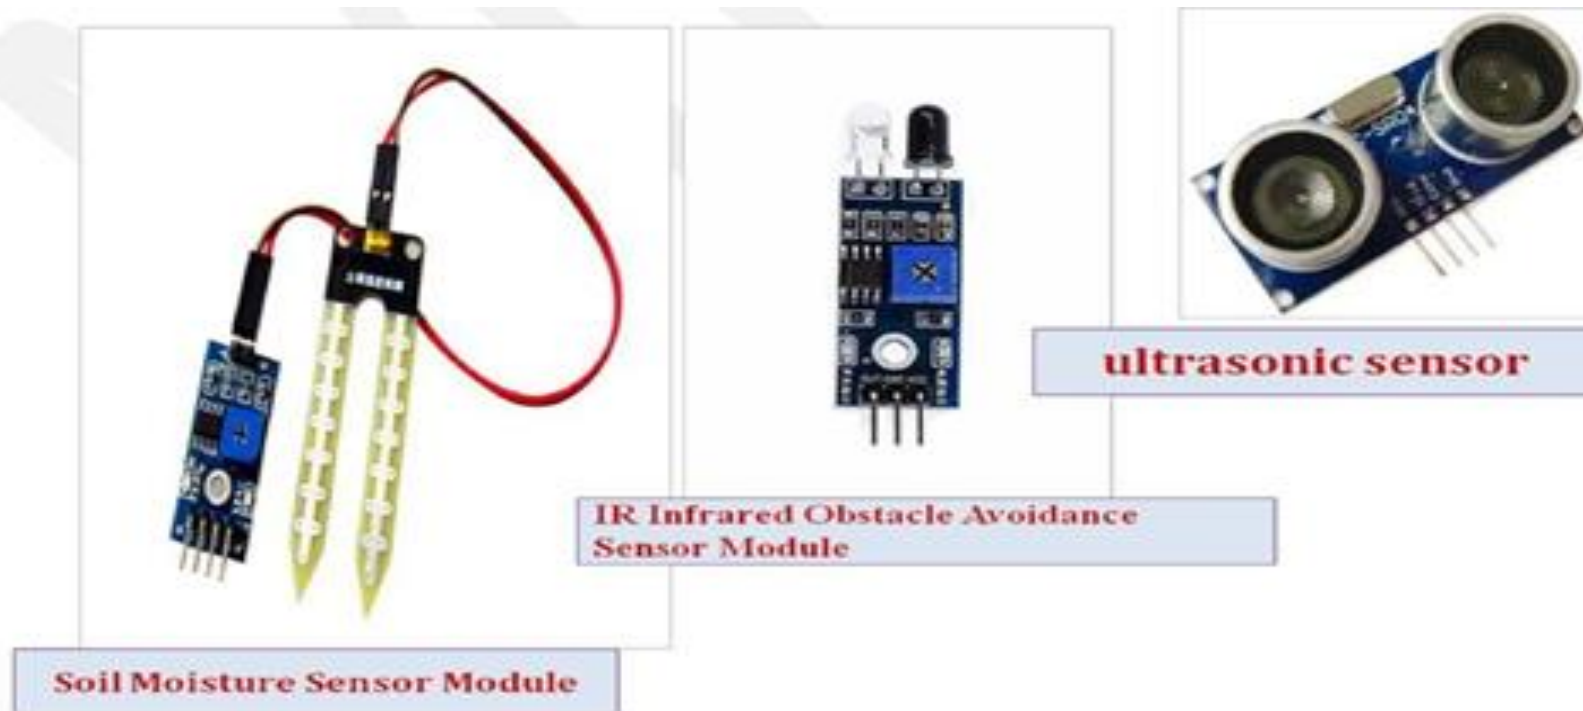 ultrasonic sensor
IR Infrared Obstacle Avoidance
Sensor Module
Soil Moisture Sensor Module